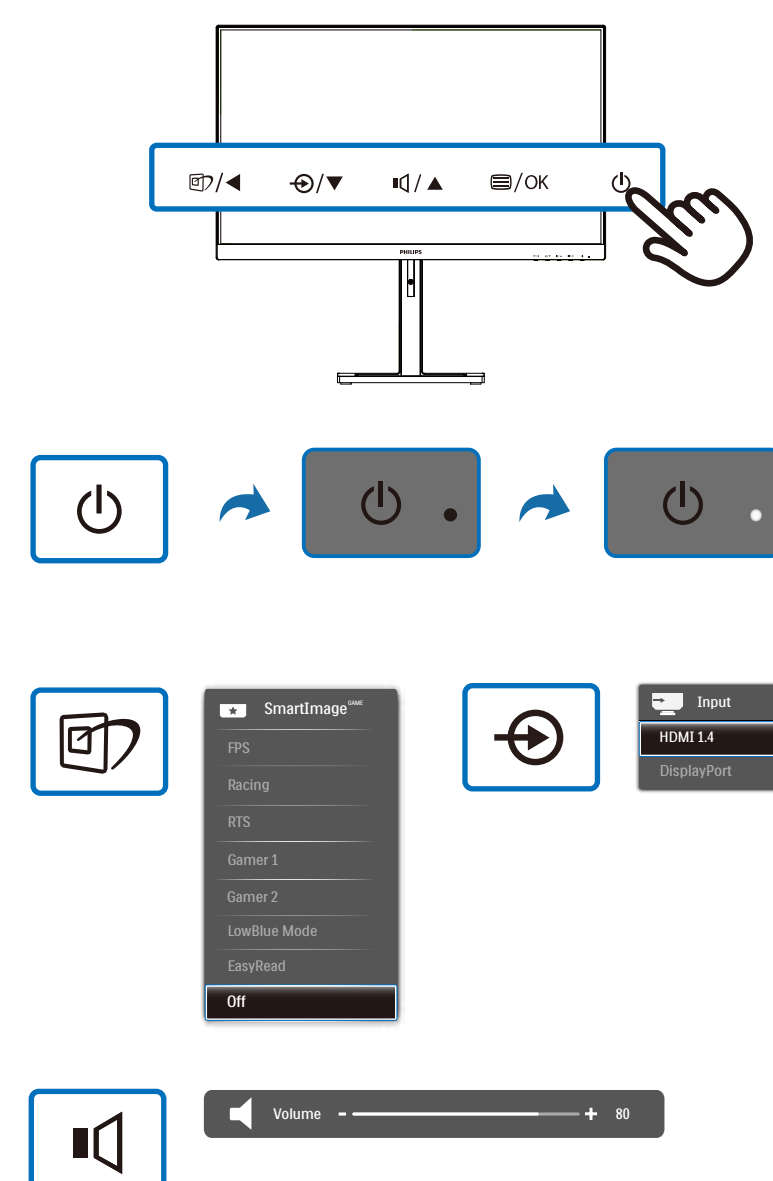 /◀ /▼ / ▲ /OK
PHILIPS
SmartImage GAME
FPS
Racing
RTS
Gamer 1
Gamer 2
LowBlue Mode
EasyRead
Off
Input
HDMI 1.4
DisplayPort
Volume - + 80